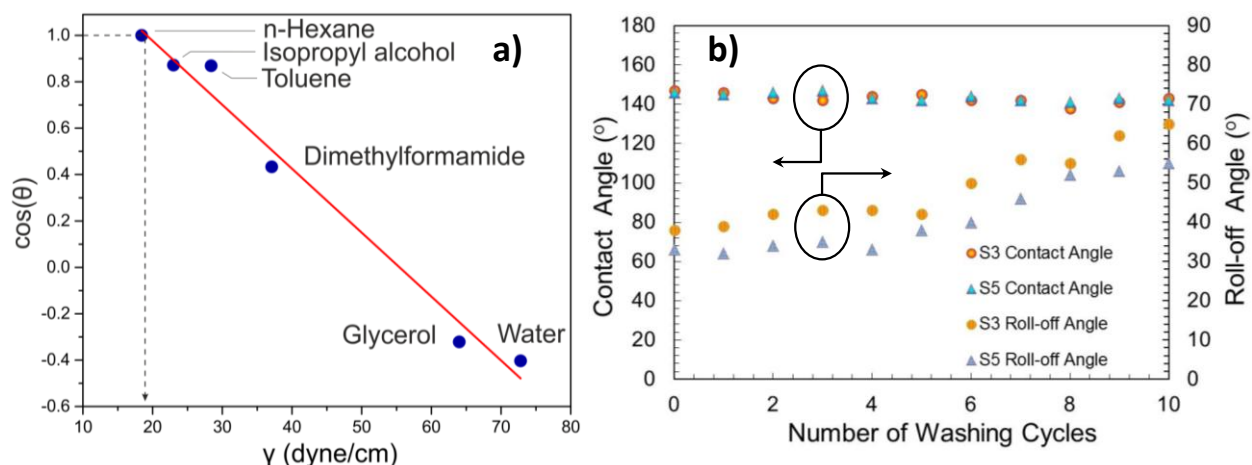 a)
n-Hexane
Isopropyl alcohol
Toluene
Dimethylformamide
Glycerol
Water
cos(θ)
1.0
0.8
0.6
0.4
0.2
0.0
-0.2
-0.4
-0.6
10
20
30
40
50
60
70
80
γ (dyne/cm)
b)
Contact Angle (°)
180
160
140
120
100
80
60
40
20
0
0
2
4
6
8
10
Number of Washing Cycles
S3 Contact Angle
S5 Contact Angle
S3 Roll-off Angle
S5 Roll-off Angle
90
80
70
60
50
40
30
20
10
0
Roll-off Angle (°)